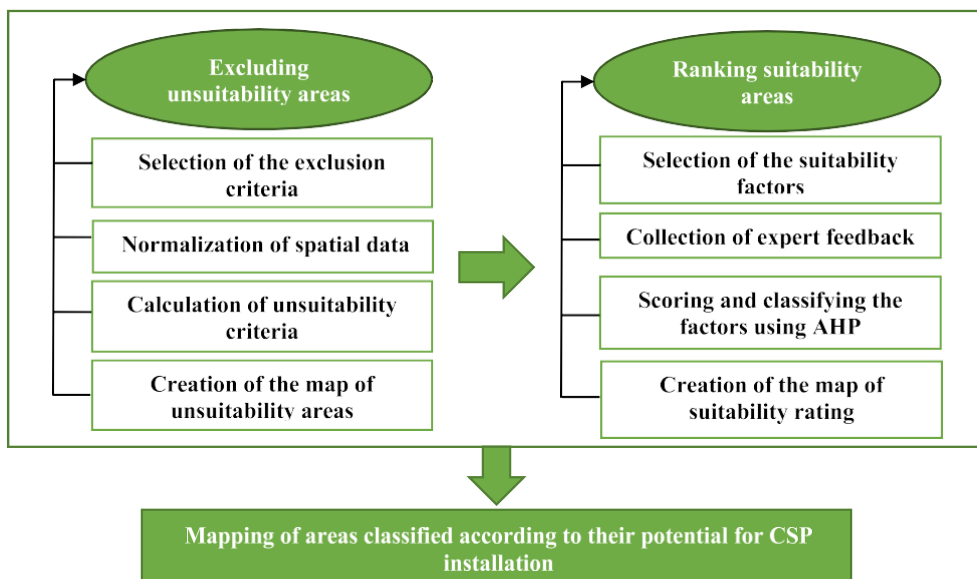 Excluding
unsuitability areas
Selection of the exclusion
criteria
Normalization of spatial data
Calculation of unsuitability
criteria
Creation of the map of
unsuitability areas
Ranking suitability
areas
Selection of the suitability
factors
Collection of expert feedback
Scoring and classifying the
factors using AHP
Creation of the map of
suitability rating
Mapping of areas classified according to their potential for CSP
installation